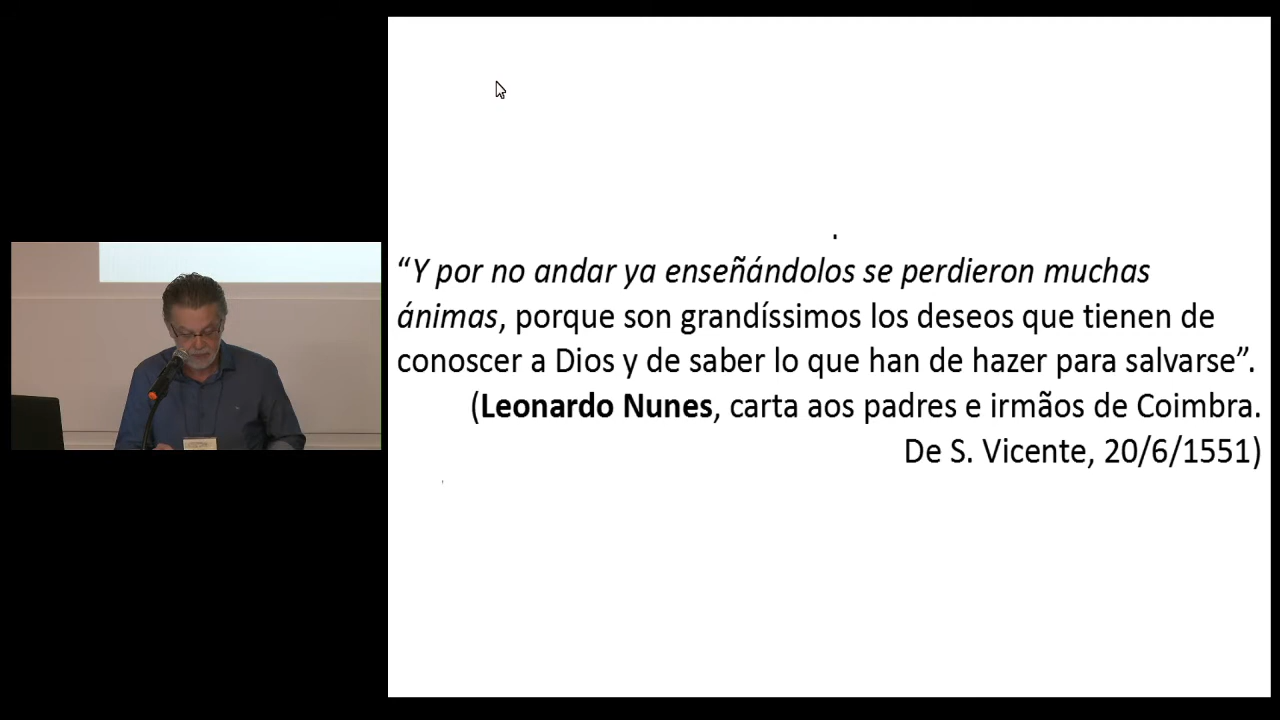 “Y por no andar ya enseñándolos se perdieron muchas
ánimas, porque son grandíssimos los deseos que tienen de
conoscer a Dios y de saber lo que han de hazer para salvarse”.
(Leonardo Nunes, carta aos padres e irmãos de Coimbra.
De S. Vicente, 20/6/1551)